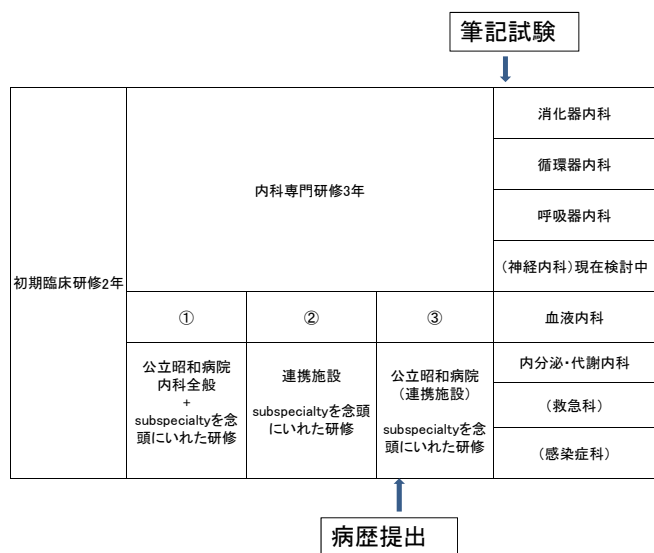 筆記試験
初期臨床研修2年
内科専門研修3年
①
②
③
公立昭和病院
内科全般
+
subspecialtyを念
頭にいれた研修
連携施設
subspecialtyを念頭
にいれた研修
公立昭和病院
(連携施設)
subspecialtyを念
頭にいれた研修
消化器内科
循環器内科
呼吸器内科
(神経内科)現在検討中
血液内科
内分泌・代謝内科
(救急科)
(感染症科)
病歴提出